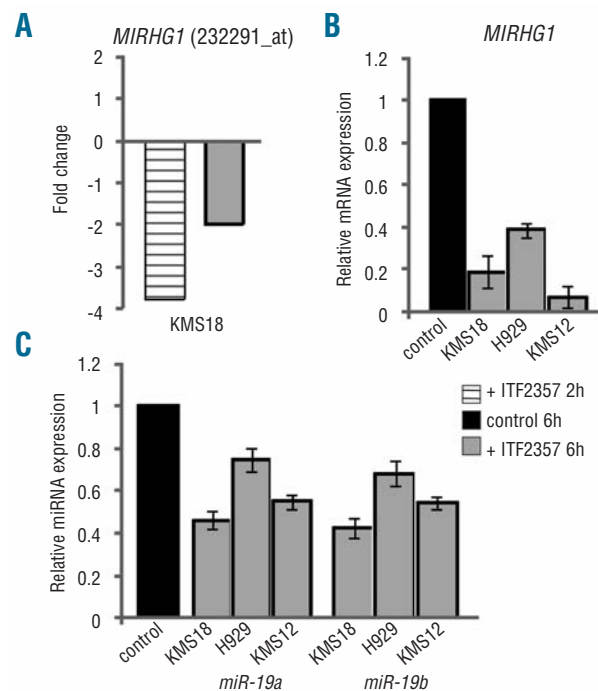 A
MIRHG1 (232291_at)
Fold change
2
1
0
-1
-2
-3
-4
KMS18
B
MIRHG1
Relative mRNA expression
1.2
1
0.8
0.6
0.4
0.2
0
control
KMS18
H929
KMS12
C
Relative miRNA expression
1.2
1
0.8
0.6
0.4
0.2
0
control
KMS18
H929
KMS12
KMS18
H929
KMS12
miR-19a
miR-19b
+ ITF2357 2h
control 6h
+ ITF2357 6h